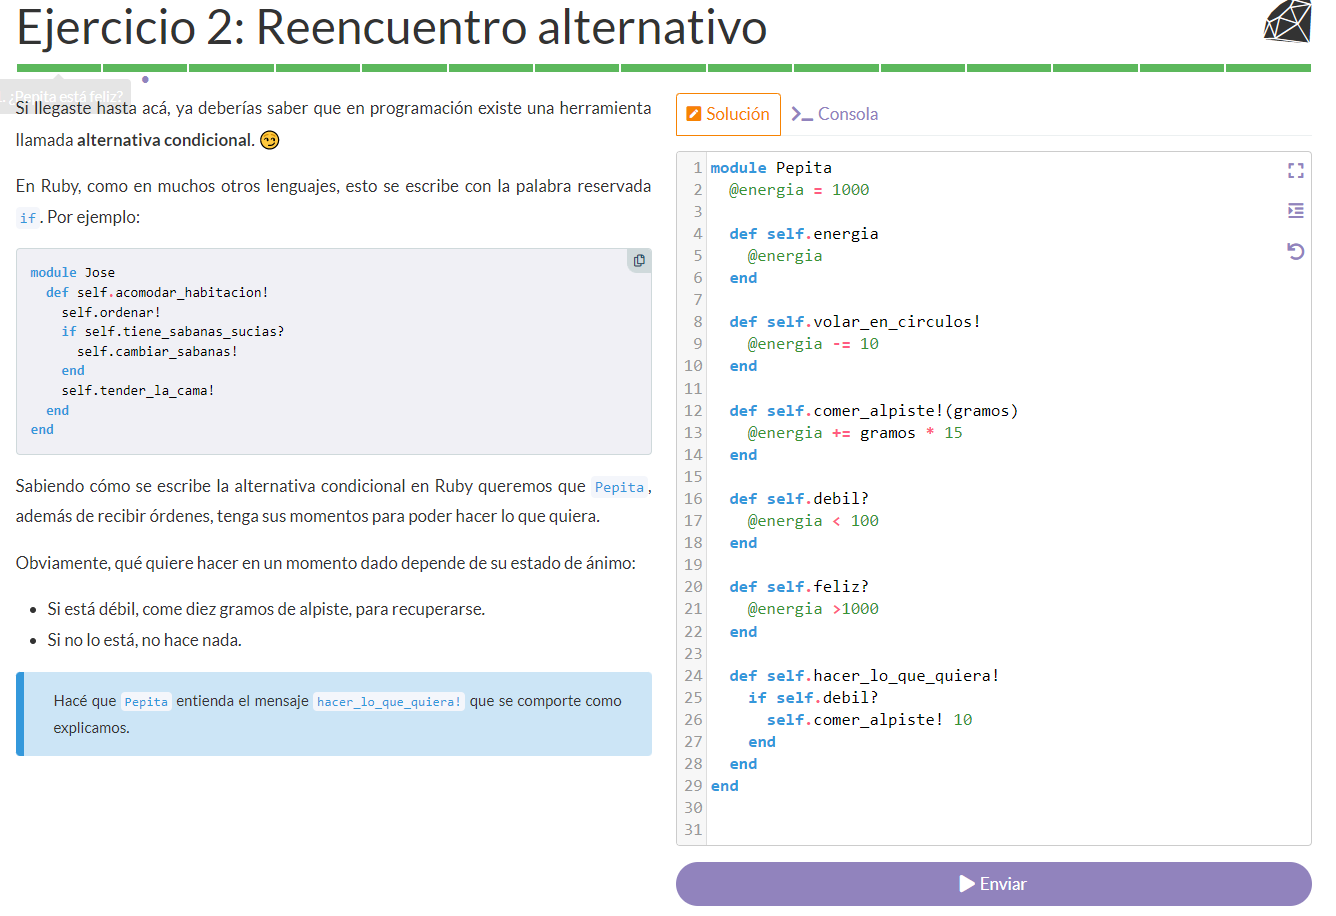 Ejercicio 2: Reencuentro alternativo
. ¿Pepita está feliz?
Si llegaste hasta acá, ya deberías saber que en programación existe una herramienta
llamada alternativa condicional. 😏
En Ruby, como en muchos otros lenguajes, esto se escribe con la palabra reservada
if. Por ejemplo:
module Jose
  def self.acomodar_habitacion!
    self.ordenar!
    if self.tiene_sabanas_sucias?
      self.cambiar_sabanas!
    end
    self.tender_la_cama!
  end
end
Sabiendo cómo se escribe la alternativa condicional en Ruby queremos que Pepita,
además de recibir órdenes, tenga sus momentos para poder hacer lo que quiera.
Obviamente, qué quiere hacer en un momento dado depende de su estado de ánimo:
• Si está débil, come diez gramos de alpiste, para recuperarse.
• Si no lo está, no hace nada.
Hacé que Pepita entienda el mensaje hacer_lo_que_quiera! que se comporte como
explicamos.
Solución >_ Consola
1 module Pepita
2   @energia = 1000
3
4   def self.energia
5     @energia
6   end
7
8   def self.volar_en_circulos!
9     @energia -= 10
10   end
11
12   def self.comer_alpiste!(gramos)
13     @energia += gramos * 15
14   end
15
16   def self.debil?
17     @energia < 100
18   end
19
20   def self.feliz?
21     @energia >1000
22   end
23
24   def self.hacer_lo_que_quiera!
25     if self.debil?
26       self.comer_alpiste! 10
27     end
28   end
29 end
30
31
Enviar